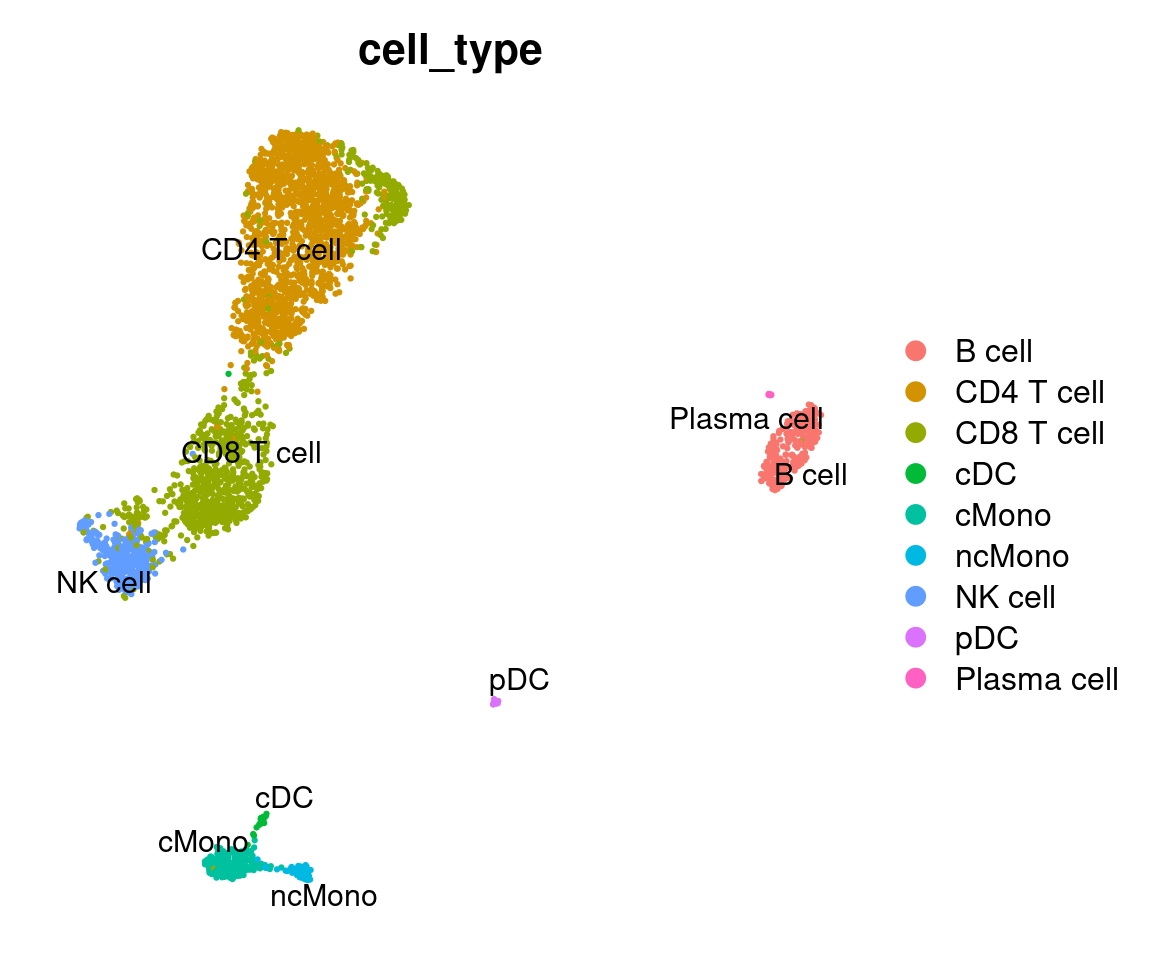 cell_type
CD4 T cell
CD8 T cell
NK cell
Plasma cell
B cell
pDC
cDC
cMono
ncMono
B cell
CD4 T cell
CD8 T cell
cDC
cMono
ncMono
NK cell
pDC
Plasma cell